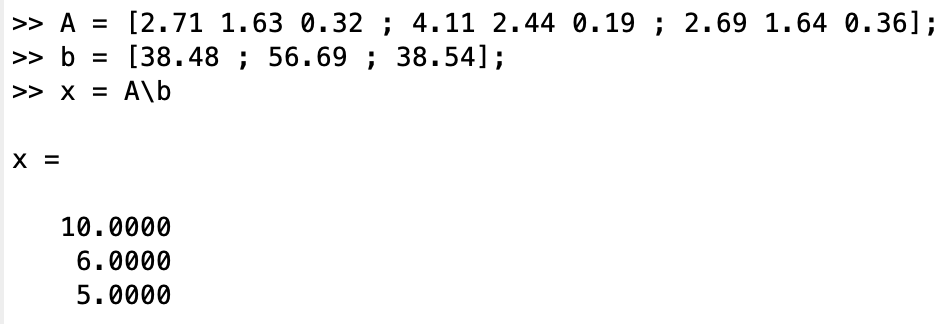 >> A = [2.71 1.63 0.32 ; 4.11 2.44 0.19 ; 2.69 1.64 0.36];
>> b = [38.48 ; 56.69 ; 38.54];
>> x = A\b
x =
10.0000
6.0000
5.0000